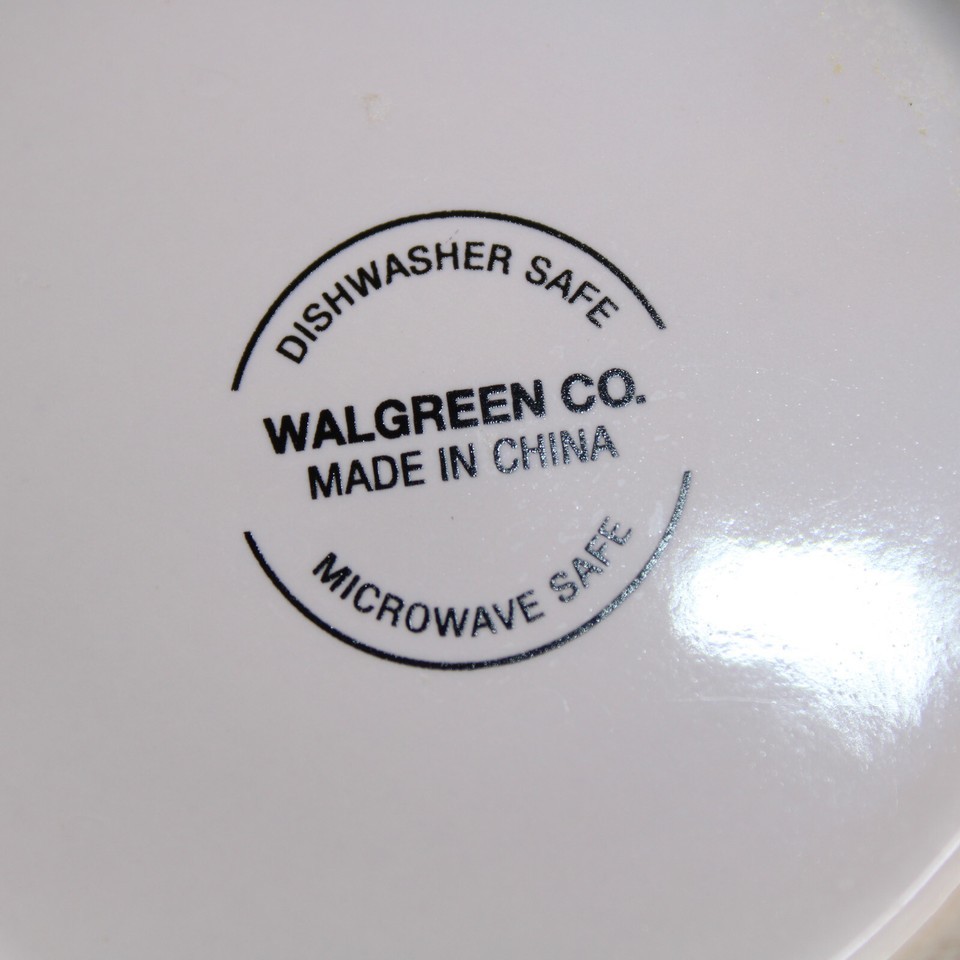 DISHWASHER SAFE
WALGREEN CO.
MADE IN CHINA
MICROWAVE SAFE